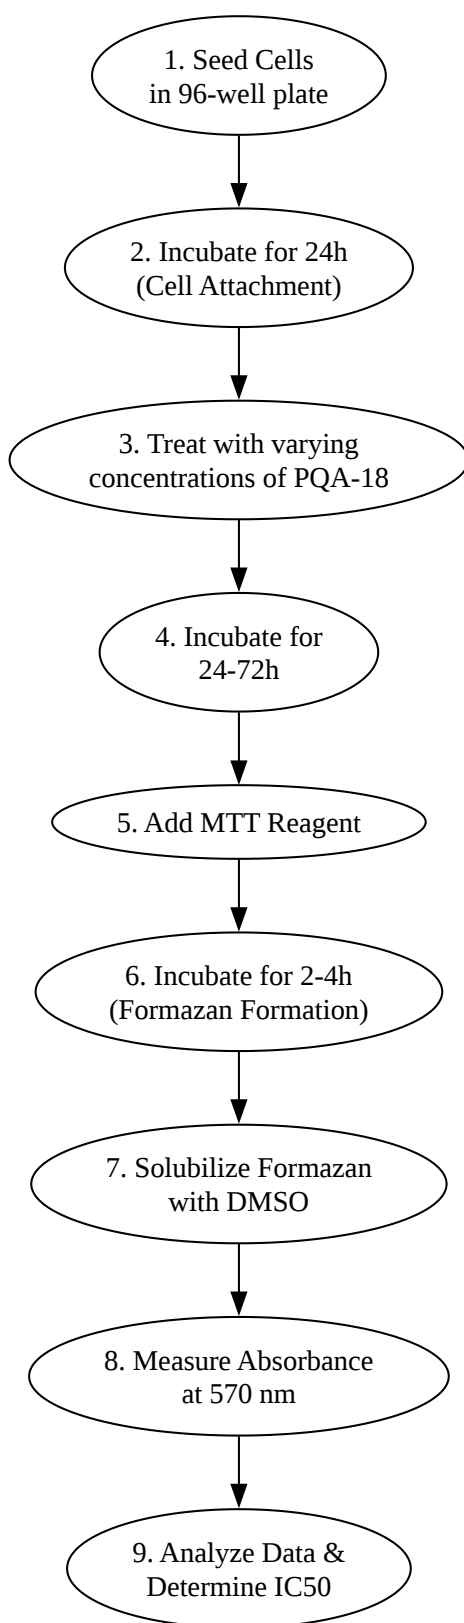 1. Seed Cells
in 96-well plate
2. Incubate for 24h
(Cell Attachment)
3. Treat with varying
concentrations of PQA-18
4. Incubate for
24-72h
5. Add MTT Reagent
6. Incubate for 2-4h
(Formazan Formation)
7. Solubilize Formazan
with DMSO
8. Measure Absorbance
at 570 nm
9. Analyze Data &
Determine IC50